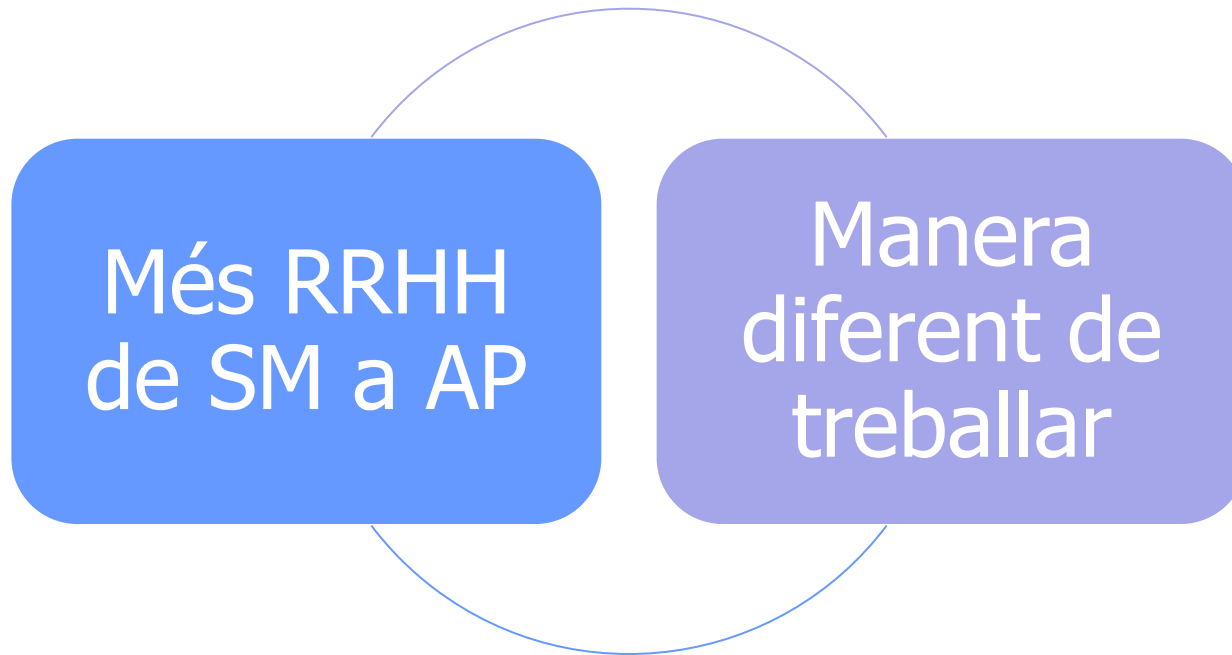 Més RRHH
de SM a AP
Manera
diferent de
treballar